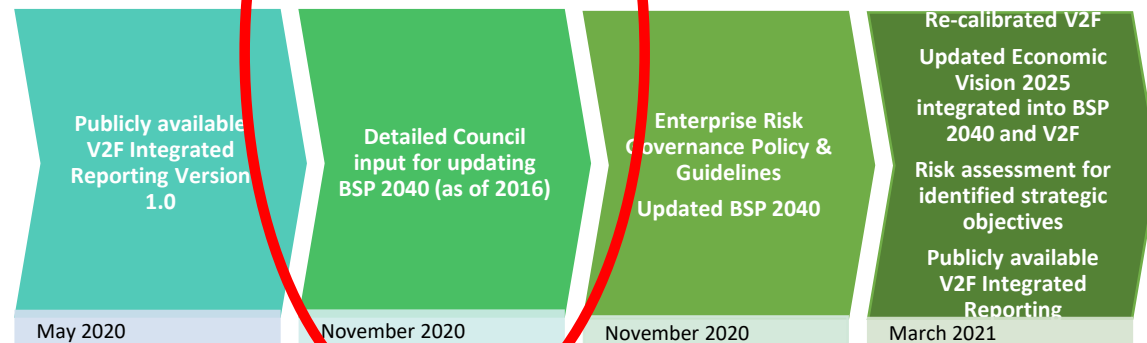 Publicly available
V2F Integrated
Reporting Version
1.0
May 2020
Detailed Council
input for updating
BSP 2040 (as of 2016)
November 2020
Enterprise Risk
Governance Policy &
Guidelines
Updated BSP 2040
November 2020
Re-calibrated V2F
Updated Economic
Vision 2025
integrated into BSP
2040 and V2F
Risk assessment for
identified strategic
objectives
Publicly available
V2F Integrated
Reporting
March 2021